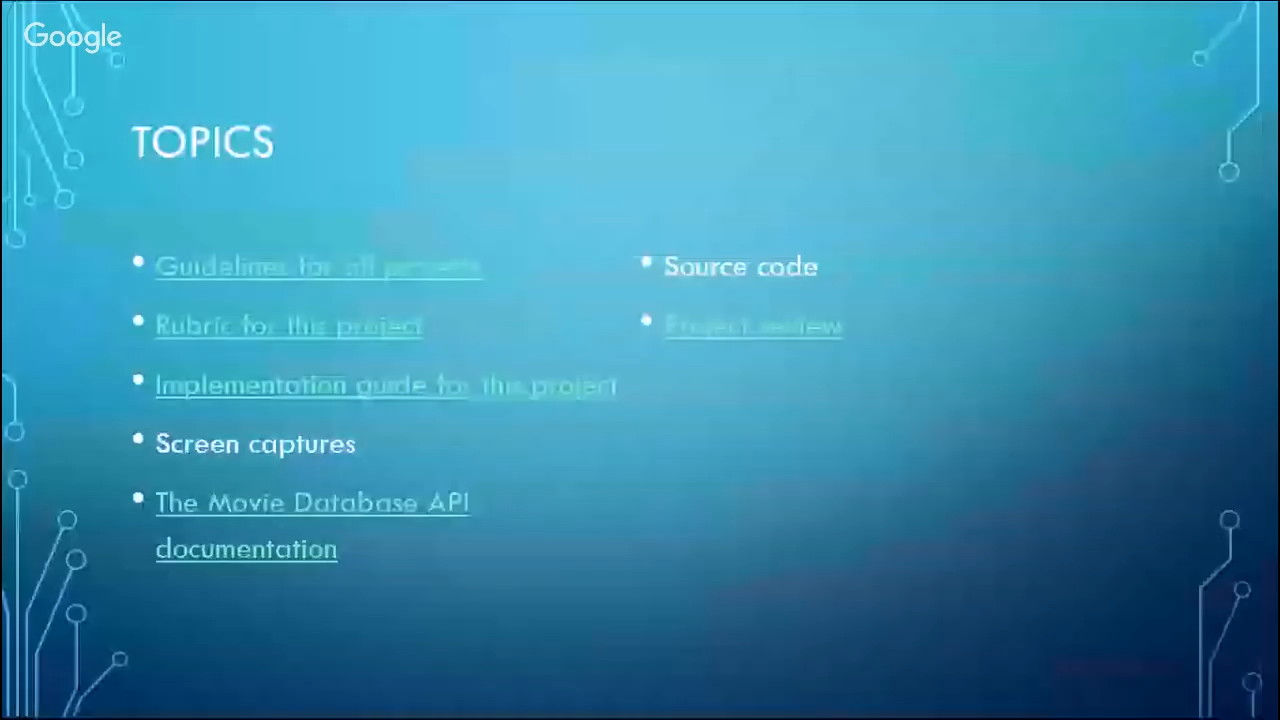 Google
TOPICS
• Guidelines for all projects
• Rubric for this project
• Implementation guide for this project
• Screen captures
• The Movie Database API
documentation
• Source code
• Project review